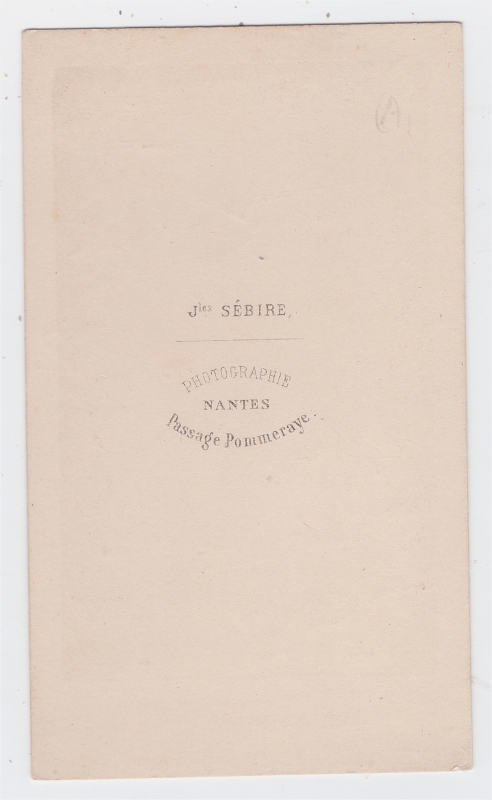 Jles SÉBIRE,
PHOTOGRAPHIE
NANTES
Passage Pommeraye.